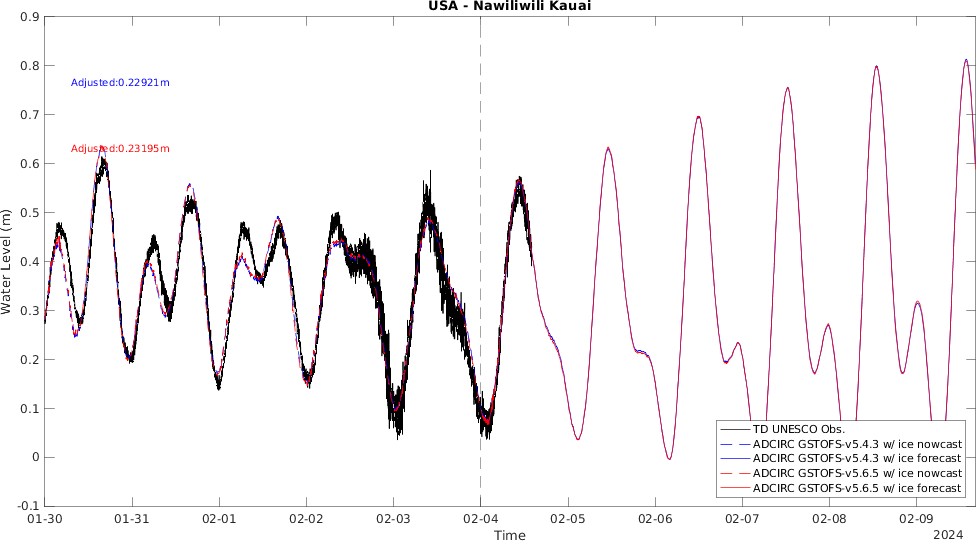 USA - Nawiliwili Kauai
0.9
0.8
0.7
0.6
0.5
0.4
0.3
0.2
0.1
0
-0.1
Water Level (m)
Adjusted:0.22921m
Adjusted:0.23195m
TD UNESCO Obs.
ADCIRC GSTOFS-v5.4.3 w/ ice nowcast
ADCIRC GSTOFS-v5.4.3 w/ ice forecast
ADCIRC GSTOFS-v5.6.5 w/ ice nowcast
ADCIRC GSTOFS-v5.6.5 w/ ice forecast
01-30 01-31 02-01 02-02 02-03 02-04 02-05 02-06 02-07 02-08 02-09
Time
2024